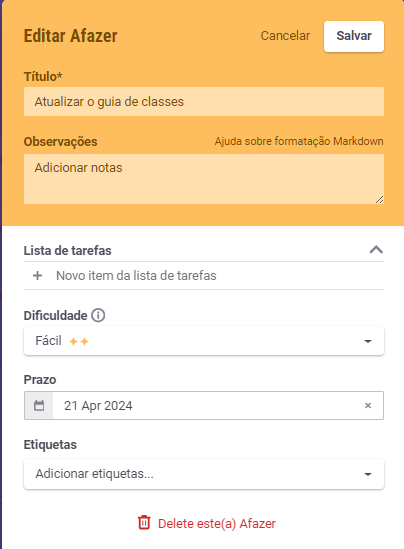 Editar Afazer
Cancelar
Salvar
Título*
Atualizar o guia de classes
Observações
Ajuda sobre formatação Markdown
Adicionar notas
Lista de tarefas
Novo item da lista de tarefas
Dificuldade
Fácil
Prazo
21 Apr 2024
Etiquetas
Adicionar etiquetas...
Delete este(a) Afazer